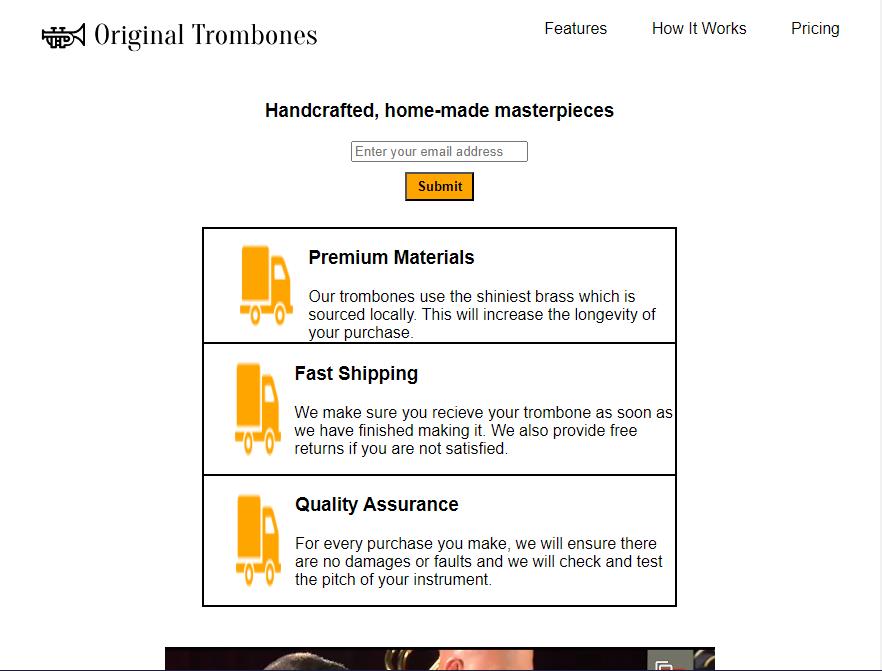 Original Trombones
Features How It Works Pricing
Handcrafted, home-made masterpieces
Enter your email address
Submit
Premium Materials
Our trombones use the shiniest brass which is
sourced locally. This will increase the longevity of
your purchase.
Fast Shipping
We make sure you recieve your trombone as soon as
we have finished making it. We also provide free
returns if you are not satisfied.
Quality Assurance
For every purchase you make, we will ensure there
are no damages or faults and we will check and test
the pitch of your instrument.